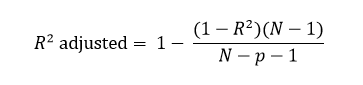 R² adjusted = 1 − (1 − R²)(N − 1) / N − p − 1